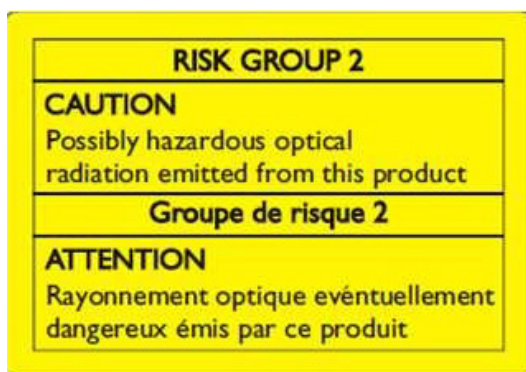 RISK GROUP 2
CAUTION
Possibly hazardous optical
radiation emitted from this product
Groupe de risque 2
ATTENTION
Rayonnement optique evéntuellement
dangereux émis par ce produit